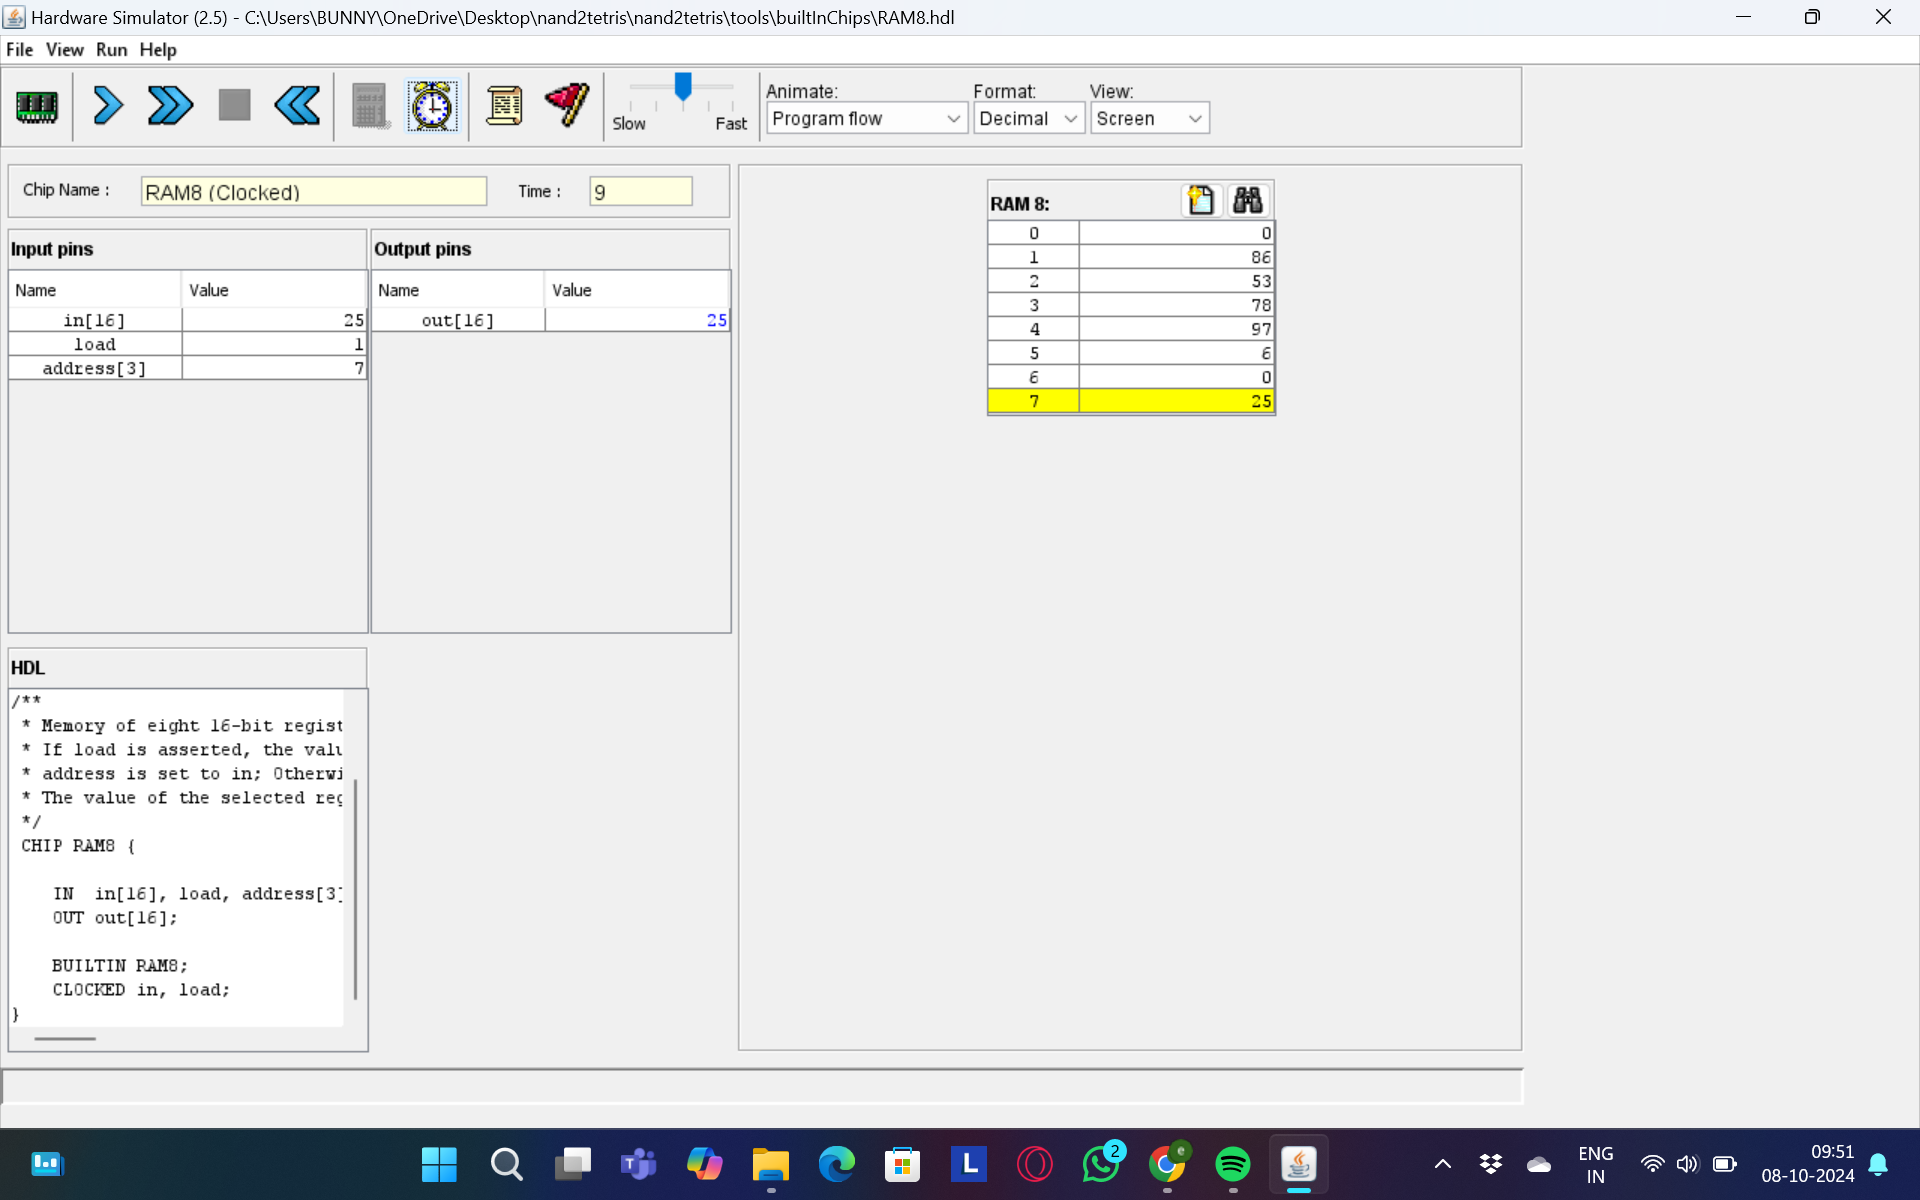 Hardware Simulator (2.5) - C:\Users\BUNNY\OneDrive\Desktop\nand2tetris\nand2tetris\tools\builtInChips\RAM8.hdl
File View Run Help
Slow Fast
Animate:
Program flow
Format:
Decimal
View:
Screen
Chip Name : RAM8 (Clocked) Time : 9
Input pins
Name Value
in[16] 25
load 1
address[3] 7
Output pins
Name Value
out[16] 25
RAM 8:
0 0
1 86
2 53
3 78
4 97
5 6
6 0
7 25
HDL
/**
* Memory of eight 16-bit regist
* If load is asserted, the valu
* address is set to in; Otherwi
* The value of the selected reg
*/
CHIP RAM8 {
IN in[16], load, address[3]
OUT out[16];
BUILTIN RAM8;
CLOCKED in, load;
}
L
2
e
ENG
IN
09:51
08-10-2024